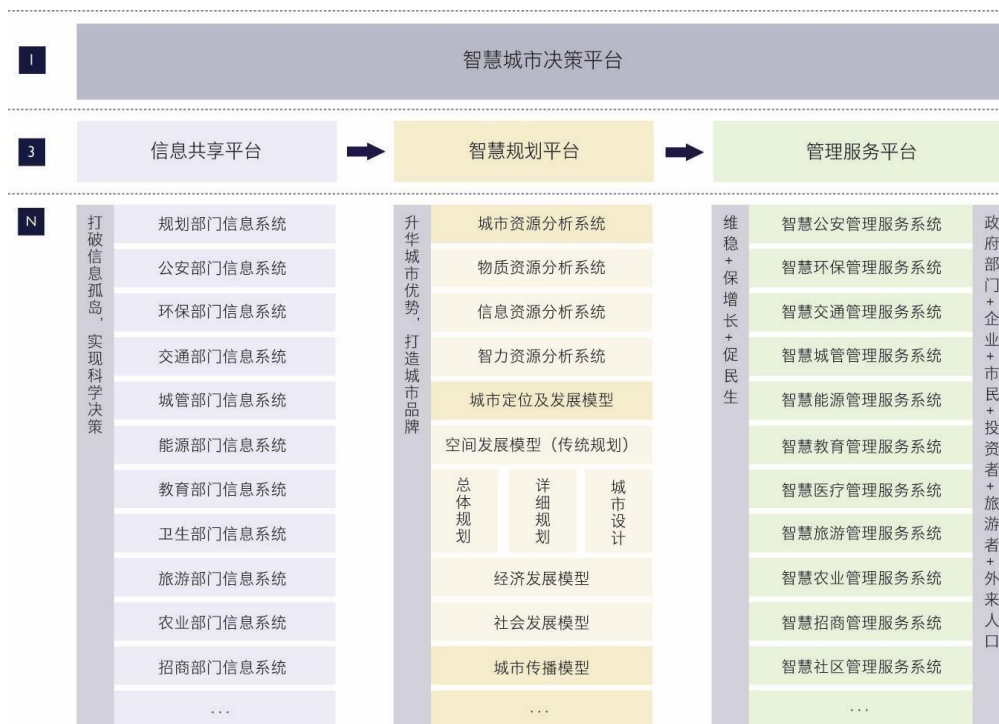 I
智慧城市决策平台
3
信息共享平台
智慧规划平台
管理服务平台
N
打破信息孤岛，实现科学决策
规划部门信息系统
公安部门信息系统
环保部门信息系统
交通部门信息系统
城管部门信息系统
能源部门信息系统
教育部门信息系统
卫生部门信息系统
旅游部门信息系统
农业部门信息系统
招商部门信息系统
...
升华城市优势，打造城市品牌
城市资源分析系统
物质资源分析系统
信息资源分析系统
智力资源分析系统
城市定位及发展模型
空间发展模型（传统规划）
总体规划
详细规划
城市设计
经济发展模型
社会发展模型
城市传播模型
...
维稳+保增长+促民生
智慧公安管理服务系统
智慧环保管理服务系统
智慧交通管理服务系统
智慧城管管理服务系统
智慧能源管理服务系统
智慧教育管理服务系统
智慧医疗管理服务系统
智慧旅游管理服务系统
智慧农业管理服务系统
智慧招商管理服务系统
智慧社区管理服务系统
...
政府部门+企业+市民+投资者+旅游者+外来人口